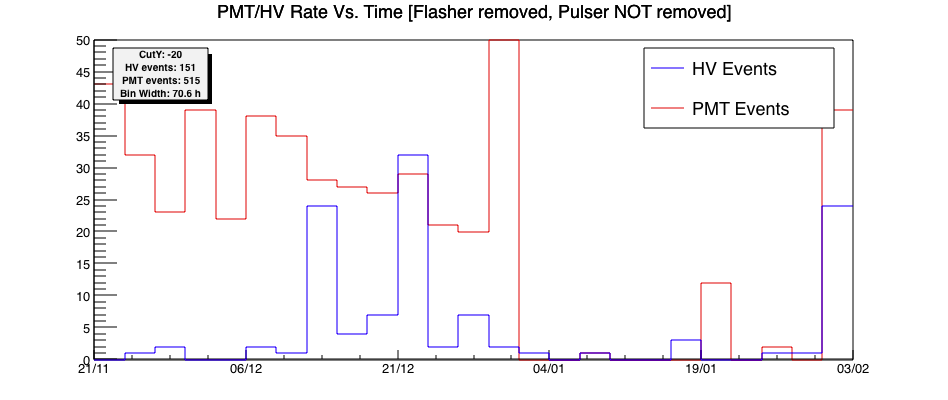 PMT/HV Rate Vs. Time [Flasher removed, Pulser NOT removed]
50
45
40
35
30
25
20
15
10
5
0
CutY: -20
HV events: 151
PMT events: 515
Bin Width: 70.6 h
HV Events
PMT Events
21/11
06/12
21/12
04/01
19/01
03/02